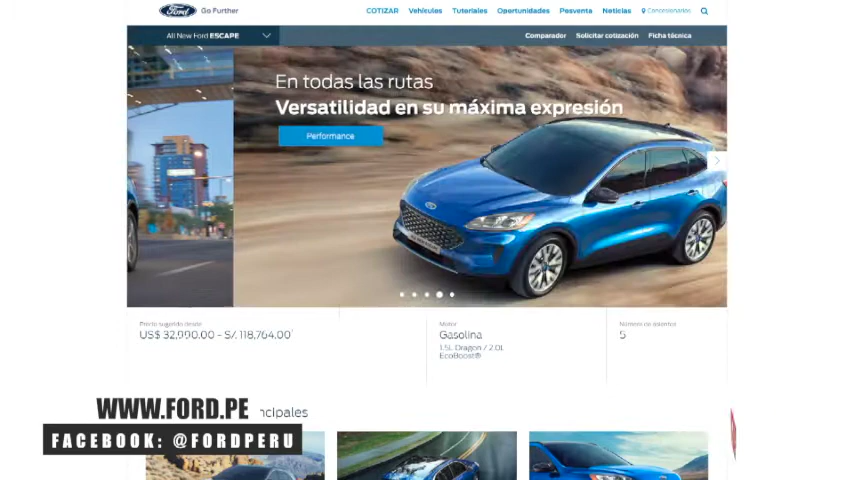 Ford
Go Further
COTIZAR Vehículos Tutoriales Oportunidades Posventa Noticias Concesionarios
All New Ford ESCAPE
Comparador Solicitar cotización Ficha técnica
En todas las rutas
Versatilidad en su máxima expresión
Performance
Precio sugerido desde
US$ 32,990.00 - S/. 118,764.00
Motor
Gasolina
1.5L Dragon / 2.0L
EcoBoost®
Número de asientos
5
WWW.FORD.PE
ncipales
FACEBOOK: @FORDPERU